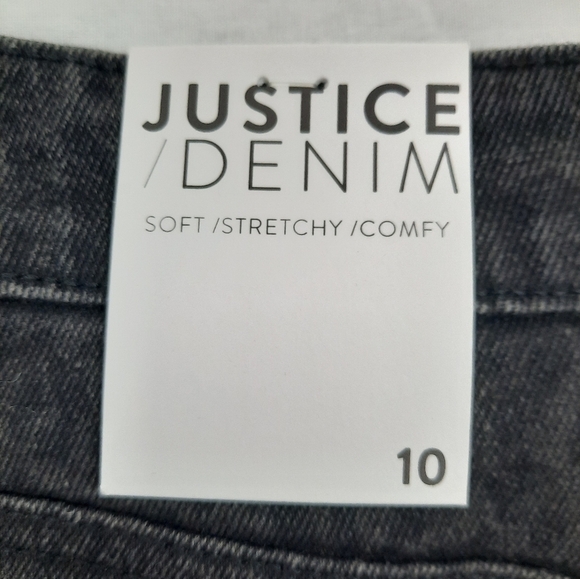 JUSTICE
/DENIM
SOFT /STRETCHY /COMFY
10